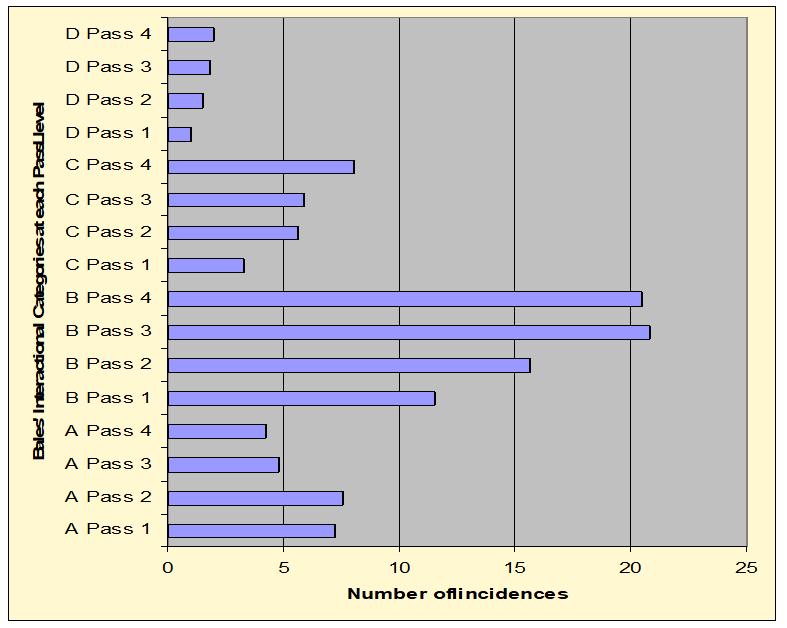 D Pass 4
D Pass 3
D Pass 2
D Pass 1
C Pass 4
C Pass 3
C Pass 2
C Pass 1
B Pass 4
B Pass 3
B Pass 2
B Pass 1
A Pass 4
A Pass 3
A Pass 2
A Pass 1
Bales' Interactional Categories at each Pass Level
0 5 10 15 20 25
Number of incidences